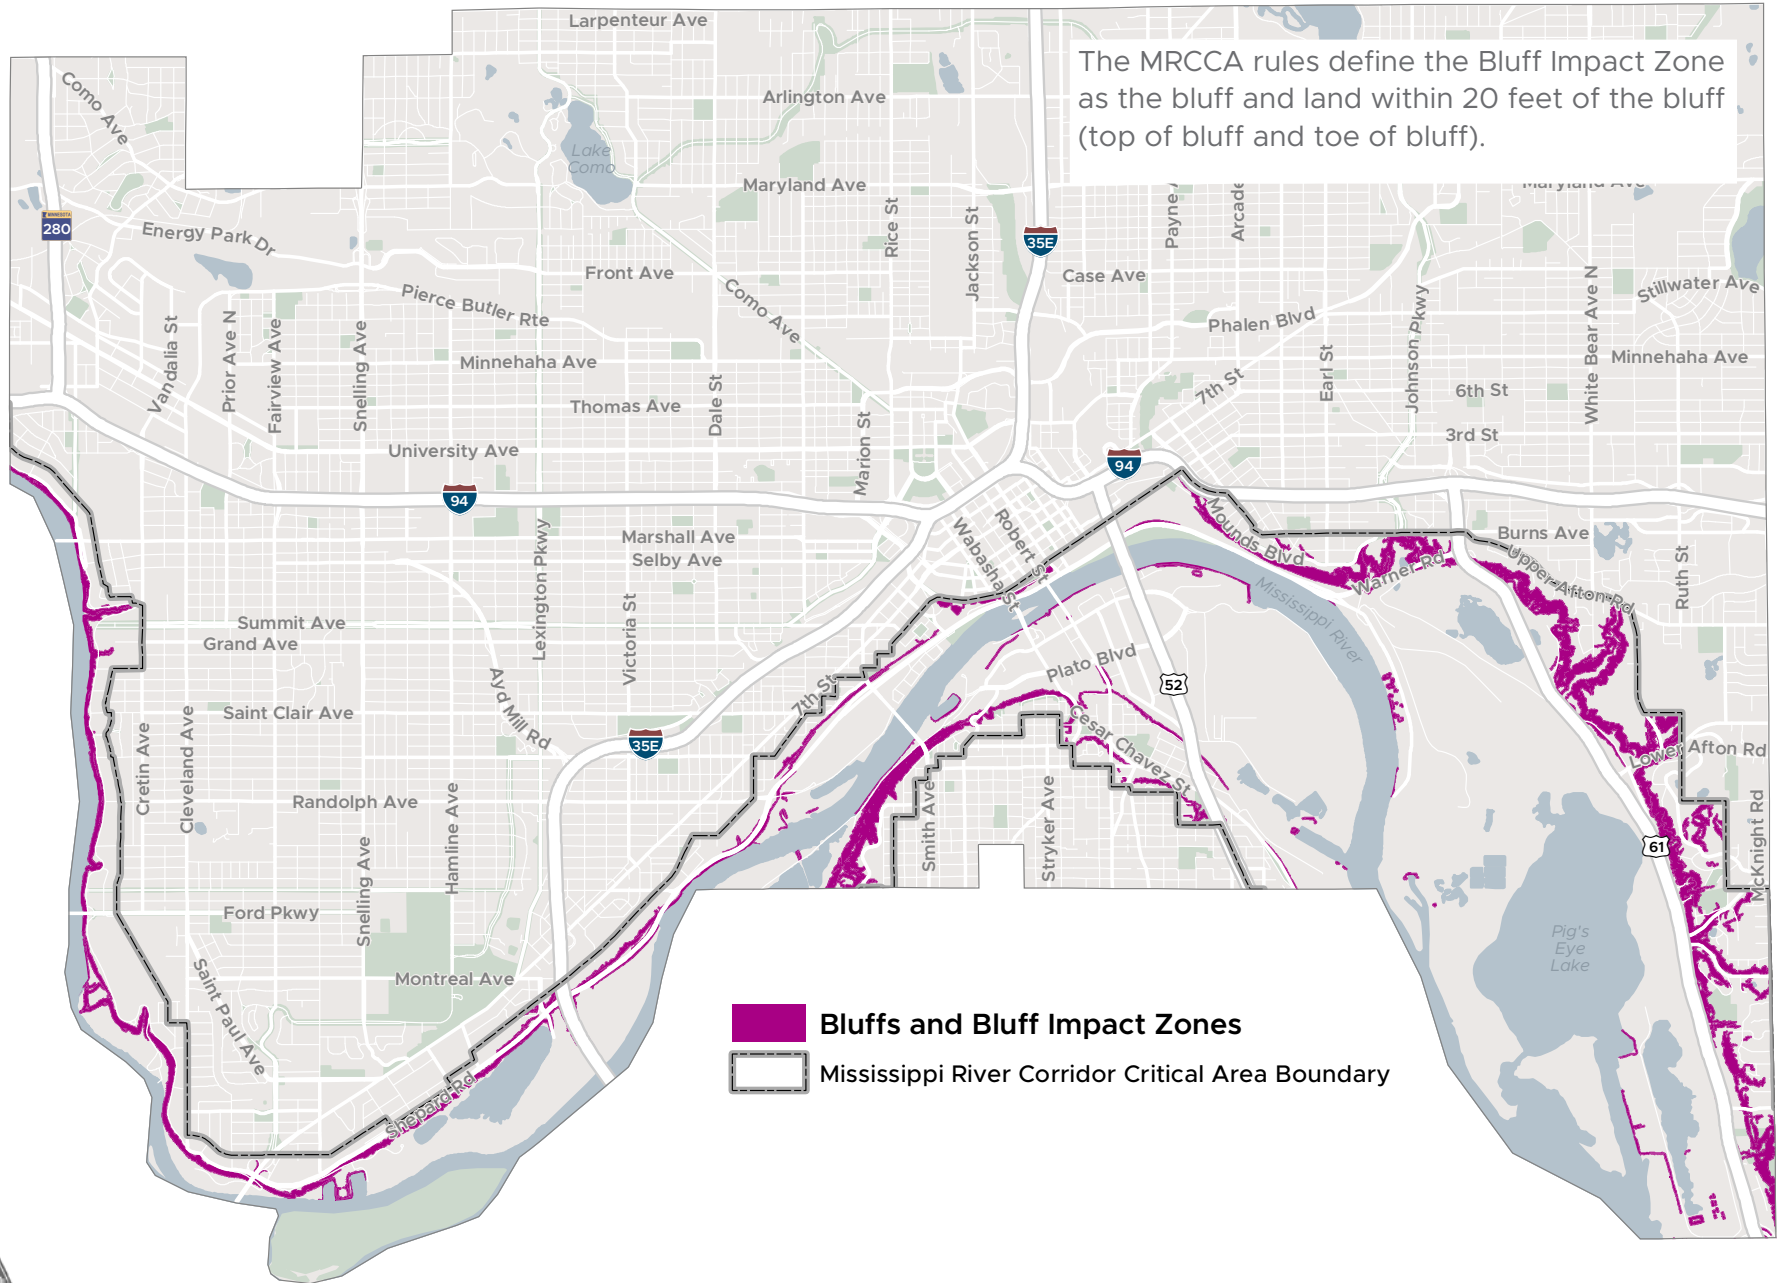 Larpenteur Ave
The MRCCA rules define the Bluff Impact Zone
as the bluff and land within 20 feet of the bluff
(top of bluff and toe of bluff).
Como Ave
Arlington Ave
Lake
Como
Maryland Ave
Maryland Ave
MINNESOTA
280
Energy Park Dr
Rice St
Jackson St
35E
Payne
Arcade
Front Ave
Case Ave
Como Ave
Pierce Butler Rte
Stillwater Ave
Phalen Blvd
Vandalia St
Prior Ave N
Fairview Ave
Snelling Ave
Minnehaha Ave
Earl St
Johnson Pkwy
White Bear Ave N
Minnehaha Ave
7th St
6th St
Dale St
Thomas Ave
Marion St
3rd St
University Ave
94
94
Lexington Pkwy
Marshall Ave
Selby Ave
Wabasha St
Robert St
Mounds Blvd
Burns Ave
Warner Rd
Upper Afton Rd
Ruth St
Mississippi River
Summit Ave
Grand Ave
Victoria St
Ayd Mill Rd
Plato Blvd
52
7th St
Saint Clair Ave
Cretin Ave
Cleveland Ave
35E
Cesar Chavez St
Lower Afton Rd
Randolph Ave
Hamline Ave
Snelling Ave
Smith Ave
Stryker Ave
61
McKnight Rd
Ford Pkwy
Pig's
Eye
Lake
Saint Paul Ave
Montreal Ave
Shepard Rd
Bluffs and Bluff Impact Zones
Mississippi River Corridor Critical Area Boundary